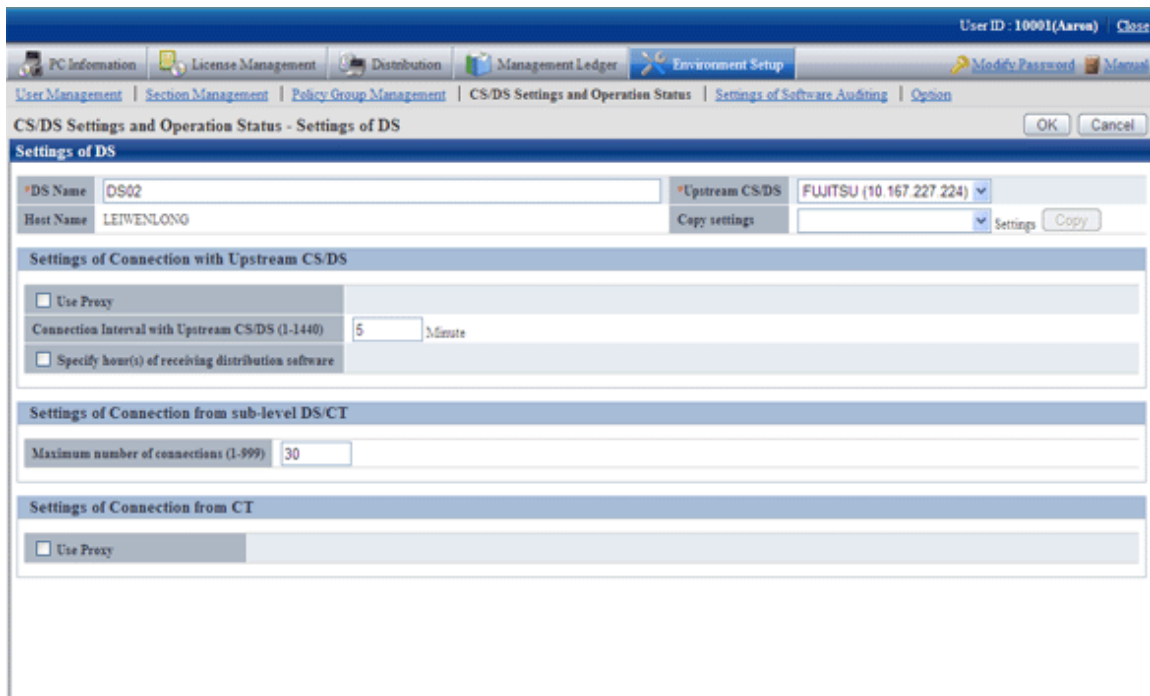 User ID : 10001(Aaron) | Close
PC Information License Management Distribution Management Ledger Environment Setup Modify Password Manual
User Management | Section Management | Policy Group Management | CS/DS Settings and Operation Status | Settings of Software Auditing | Option
CS/DS Settings and Operation Status - Settings of DS OK Cancel
Settings of DS
*DS Name DS02 *Upstream CS/DS FUJITSU (10.167.227.224)
Host Name LEIWENLONG Copy settings Settings Copy
Settings of Connection with Upstream CS/DS
Use Proxy
Connection Interval with Upstream CS/DS (1-1440) 5 Minute
Specify hour(s) of receiving distribution software
Settings of Connection from sub-level DS/CT
Maximum number of connections (1-999) 30
Settings of Connection from CT
Use Proxy